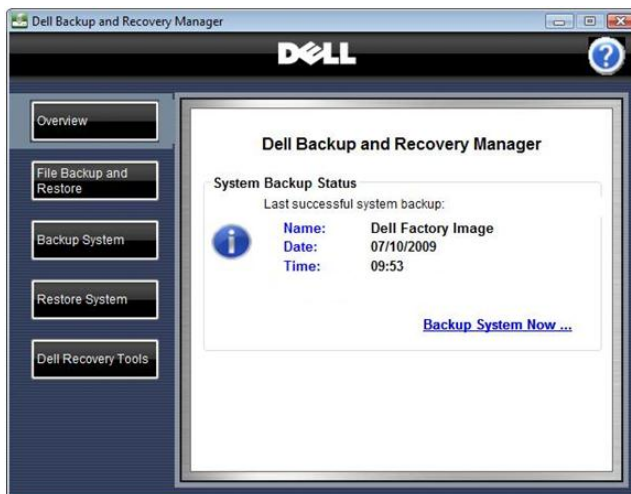 Dell Backup and Recovery Manager
DELL
?
Overview
File Backup and
Restore
Backup System
Restore System
Dell Recovery Tools
Dell Backup and Recovery Manager
System Backup Status
Last successful system backup:
i
Name: Dell Factory Image
Date: 07/10/2009
Time: 09:53
Backup System Now ...